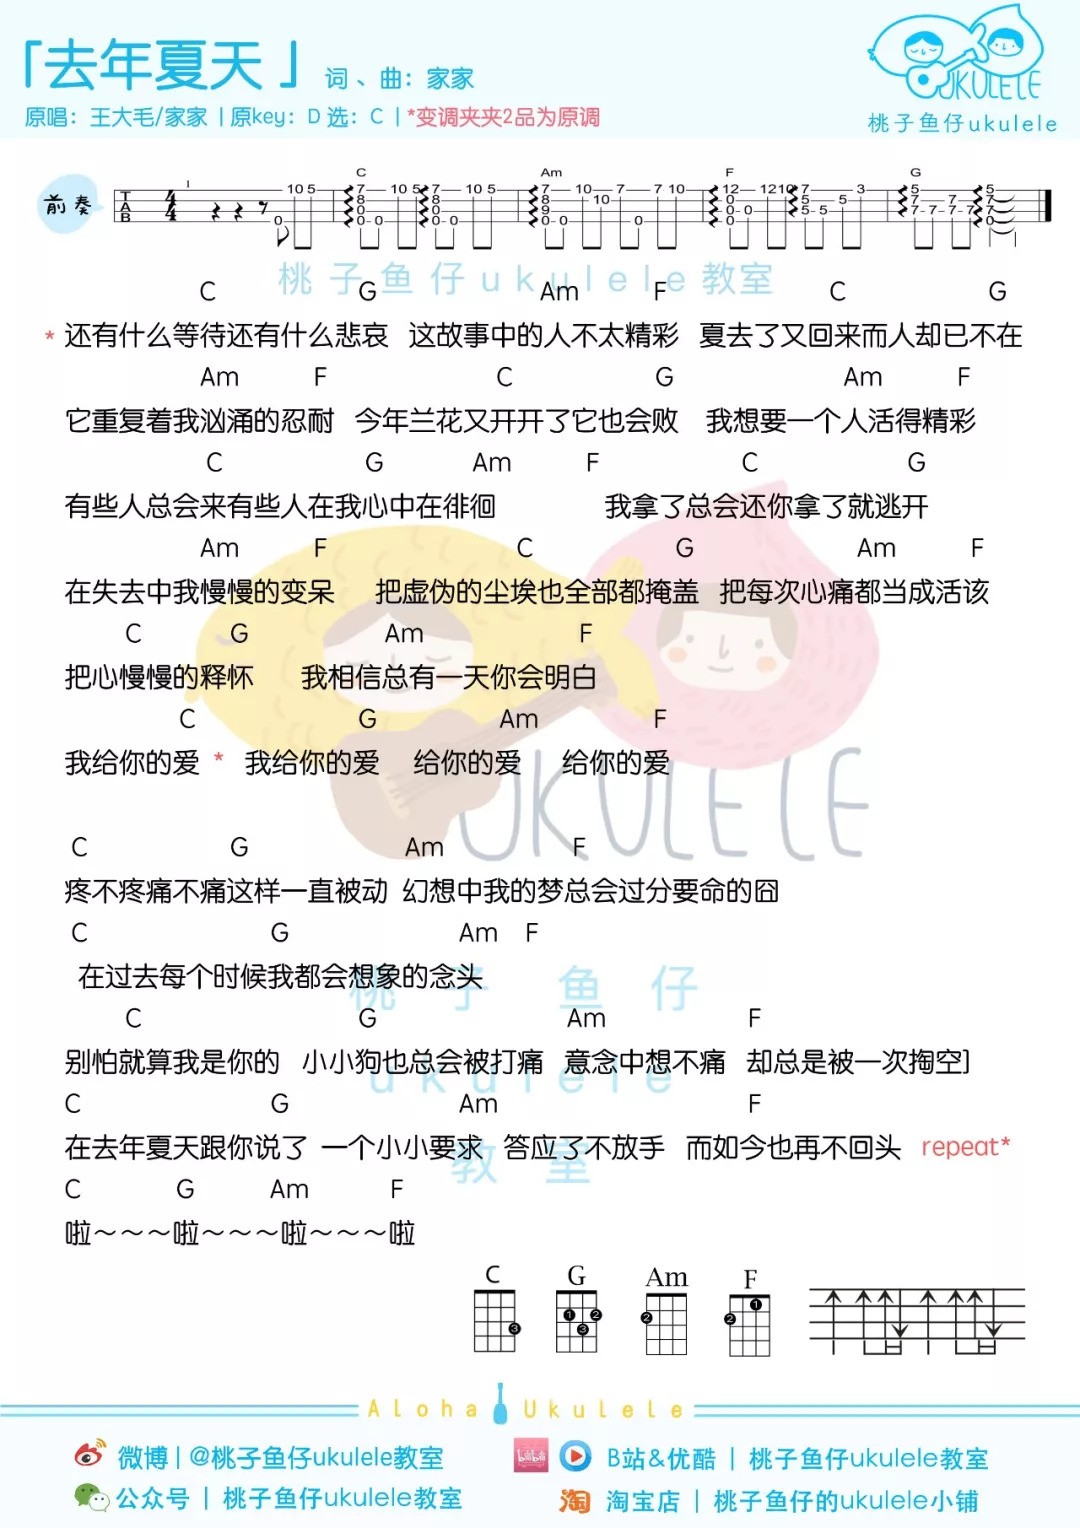 「去年夏天」 词、曲：家家
原唱：王大毛/家家 | 原key：D 选：C | *变调夹夹2品为原调
UKULELE
桃子鱼仔ukulele
前奏
C Am F G
桃子鱼仔ukulele教室
C G Am F C G
* 还有什么等待还有什么悲哀 这故事中的人不太精彩 夏去了又回来而人却已不在
Am F C G Am F
它重复着我汹涌的忍耐 今年兰花又开开了它也会败 我想要一个人活得精彩
C G Am F C G
有些人总会来有些人在我心中在徘徊 我拿了总会还你拿了就逃开
Am F C G Am F
在失去中我慢慢的变呆 把虚伪的尘埃也全部都掩盖 把每次心痛都当成活该
C G Am F
把心慢慢的释怀 我相信总有一天你会明白
C G Am F
我给你的爱 * 我给你的爱 给你的爱 给你的爱
UKULELE
C G Am F
疼不疼痛不痛这样一直被动 幻想中我的梦总会过分要命的囧
C G Am F
在过去每个时候我都会想象的念头
桃子鱼仔
C G Am F
别怕就算我是你的 小小狗也总会被打痛 意念中想不痛 却总是被一次掏空]
ukulele
C G Am F
在去年夏天跟你说了 一个小小要求 答应了不放手 而如今也再不回头 repeat*
教室
C G Am F
啦~~~啦~~~啦~~~啦
C G Am F
Aloha Ukulele
微博 | @桃子鱼仔ukulele教室
B站&优酷 | 桃子鱼仔ukulele教室
公众号 | 桃子鱼仔ukulele教室
淘 淘宝店 | 桃子鱼仔的ukulele小铺